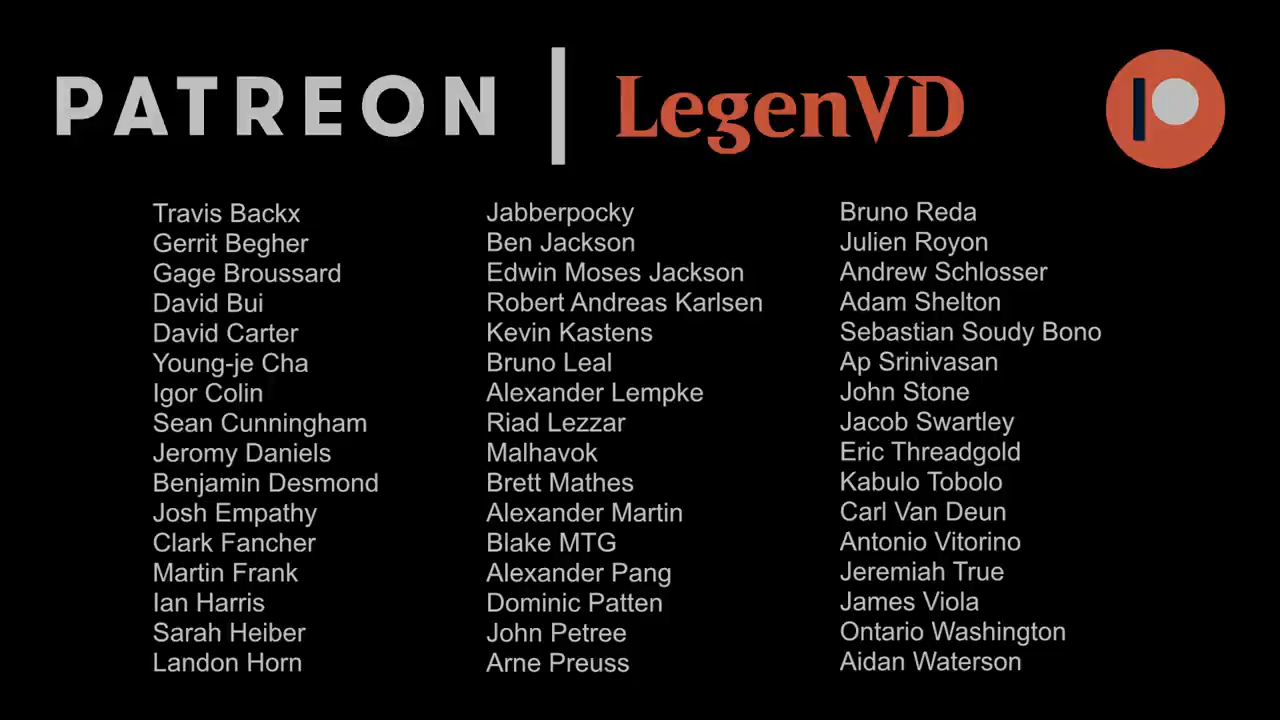 PATREON | LegenVD
Travis Backx
Gerrit Begher
Gage Broussard
David Bui
David Carter
Young-je Cha
Igor Colin
Sean Cunningham
Jeromy Daniels
Benjamin Desmond
Josh Empathy
Clark Fancher
Martin Frank
Ian Harris
Sarah Heiber
Landon Horn
Jabberpocky
Ben Jackson
Edwin Moses Jackson
Robert Andreas Karlsen
Kevin Kastens
Bruno Leal
Alexander Lempke
Riad Lezzar
Malhavok
Brett Mathes
Alexander Martin
Blake MTG
Alexander Pang
Dominic Patten
John Petree
Arne Preuss
Bruno Reda
Julien Royon
Andrew Schlosser
Adam Shelton
Sebastian Soudy Bono
Ap Srinivasan
John Stone
Jacob Swartley
Eric Threadgold
Kabulo Tobolo
Carl Van Deun
Antonio Vitorino
Jeremiah True
James Viola
Ontario Washington
Aidan Waterson